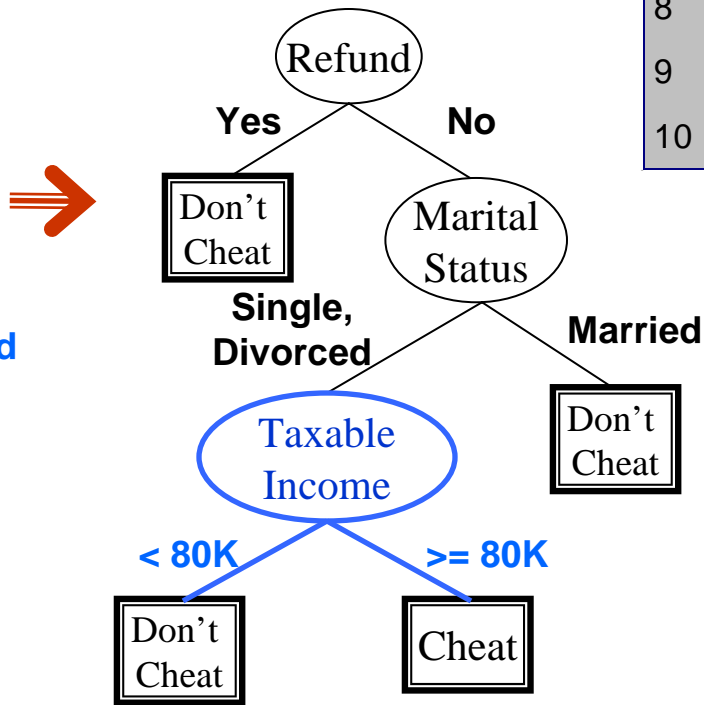 8
9
10
Refund
Yes
No
Don't
Cheat
Marital
Status
Single,
Divorced
Married
d
Taxable
Income
Don't
Cheat
< 80K
>= 80K
Don't
Cheat
Cheat